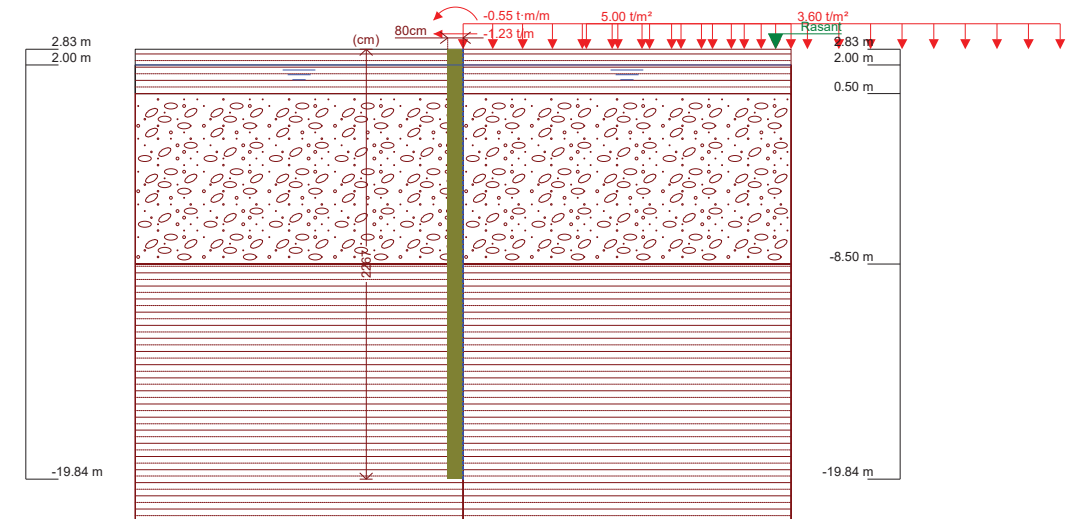 -0.55 t·m/m
5.00 t/m²
3.60 t/m²
80cm
-1.23 t/m
Rasant
(cm)
2.83 m
2.83 m
2.00 m
2.00 m
0.50 m
2267
-8.50 m
-19.84 m
-19.84 m